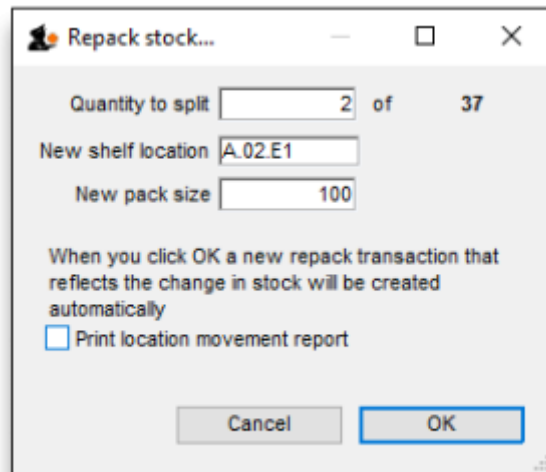 Repack stock...
Quantity to split 2 of 37
New shelf location A.02.E1
New pack size 100
When you click OK a new repack transaction that
reflects the change in stock will be created
automatically
Print location movement report
Cancel OK